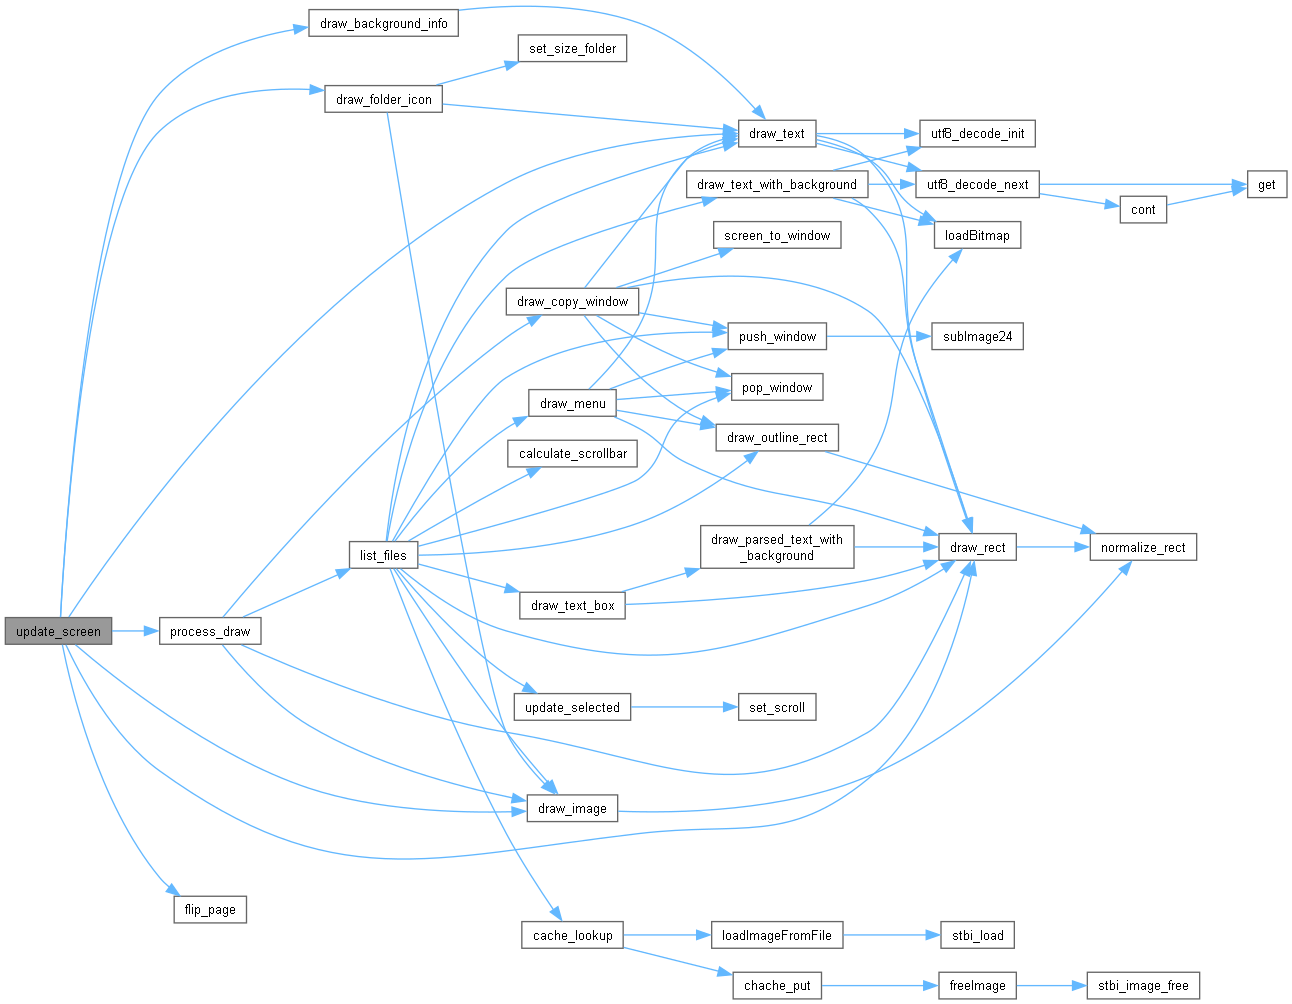 draw_background_info
set_size_folder
draw_folder_icon
draw_text
utf8_decode_init
draw_text_with_background
utf8_decode_next
get
cont
screen_to_window
loadBitmap
draw_copy_window
push_window
subImage24
pop_window
draw_menu
draw_outline_rect
calculate_scrollbar
list_files
draw_parsed_text_with
_background
draw_rect
normalize_rect
draw_text_box
update_screen
process_draw
update_selected
set_scroll
draw_image
flip_page
cache_lookup
loadImageFromFile
stbi_load
chache_put
freeImage
stbi_image_free